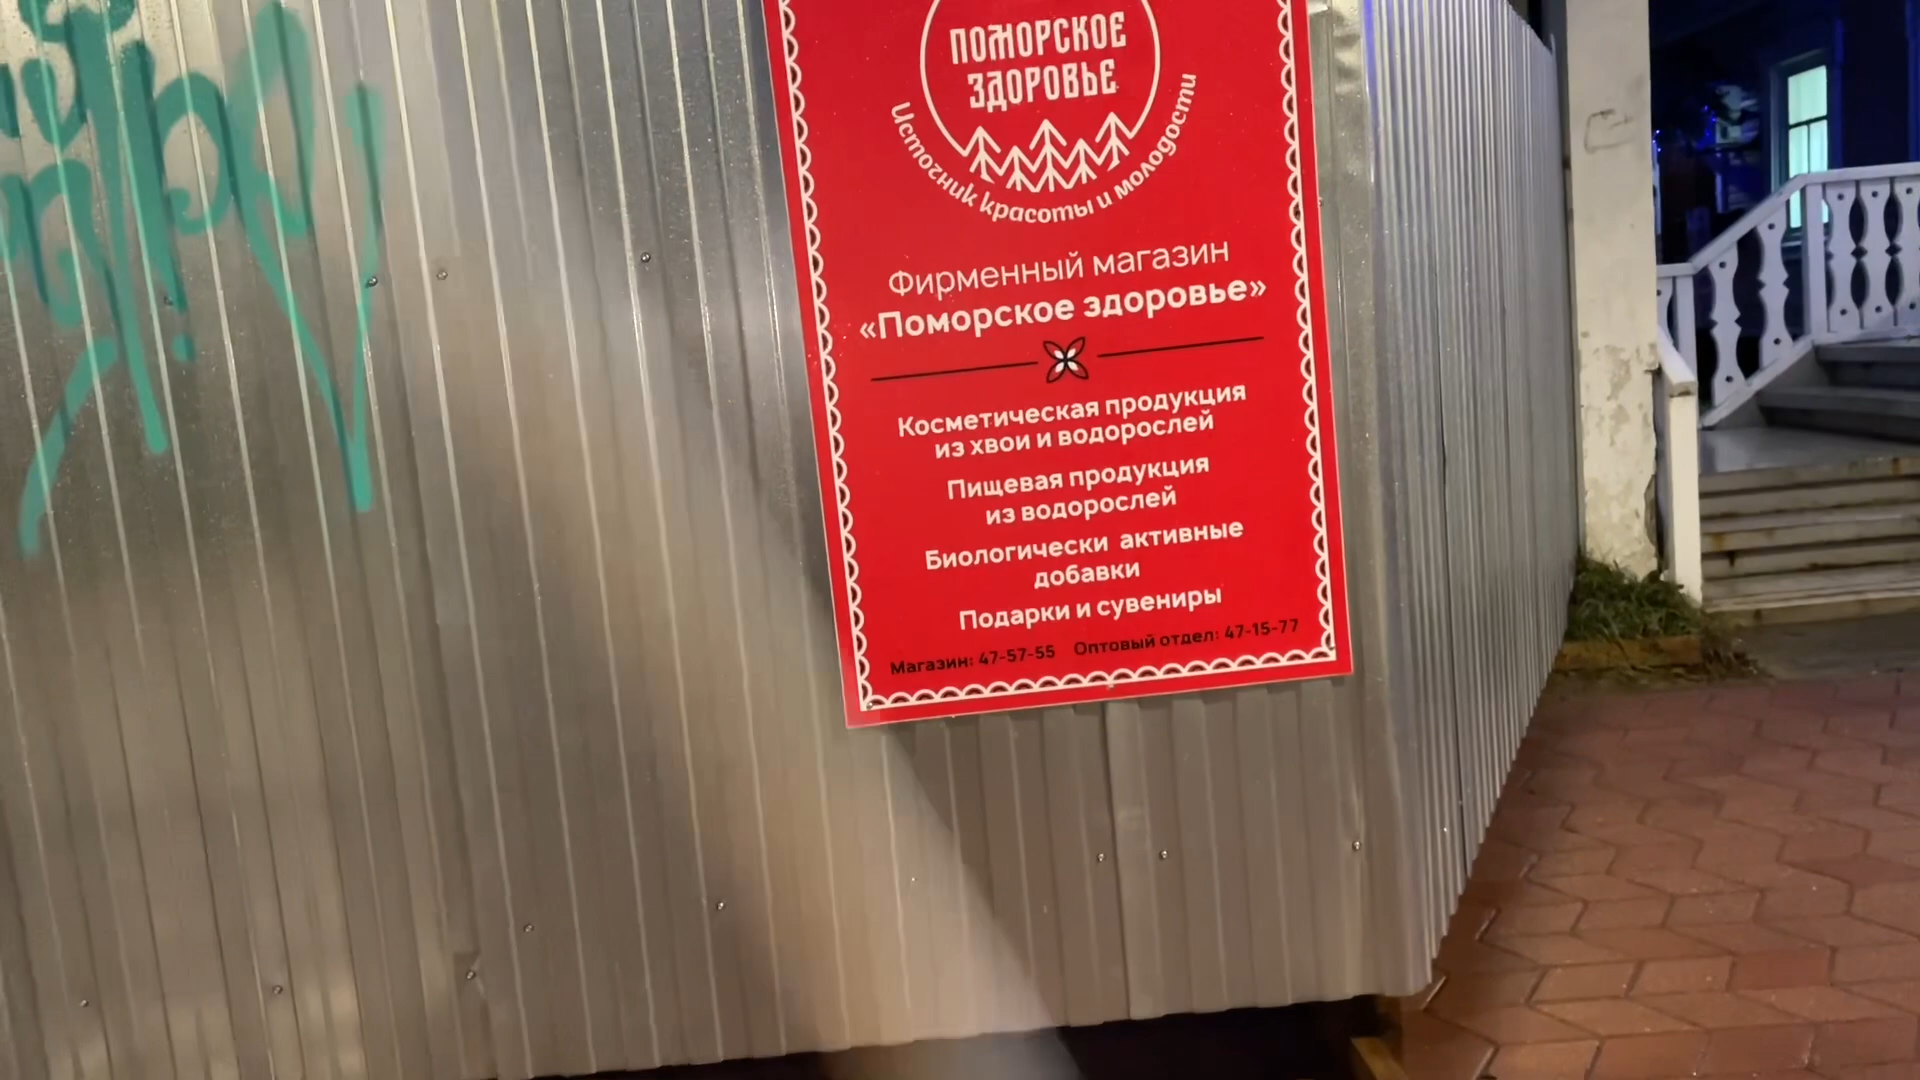 ПОМОРСКОЕ
ЗДОРОВЬЕ
Источник красоты и молодости
Фирменный магазин
«Поморское здоровье»
Косметическая продукция
из хвои и водорослей
Пищевая продукция
из водорослей
Биологически активные
добавки
Подарки и сувениры
Магазин: 47-57-55 Оптовый отдел: 47-15-77